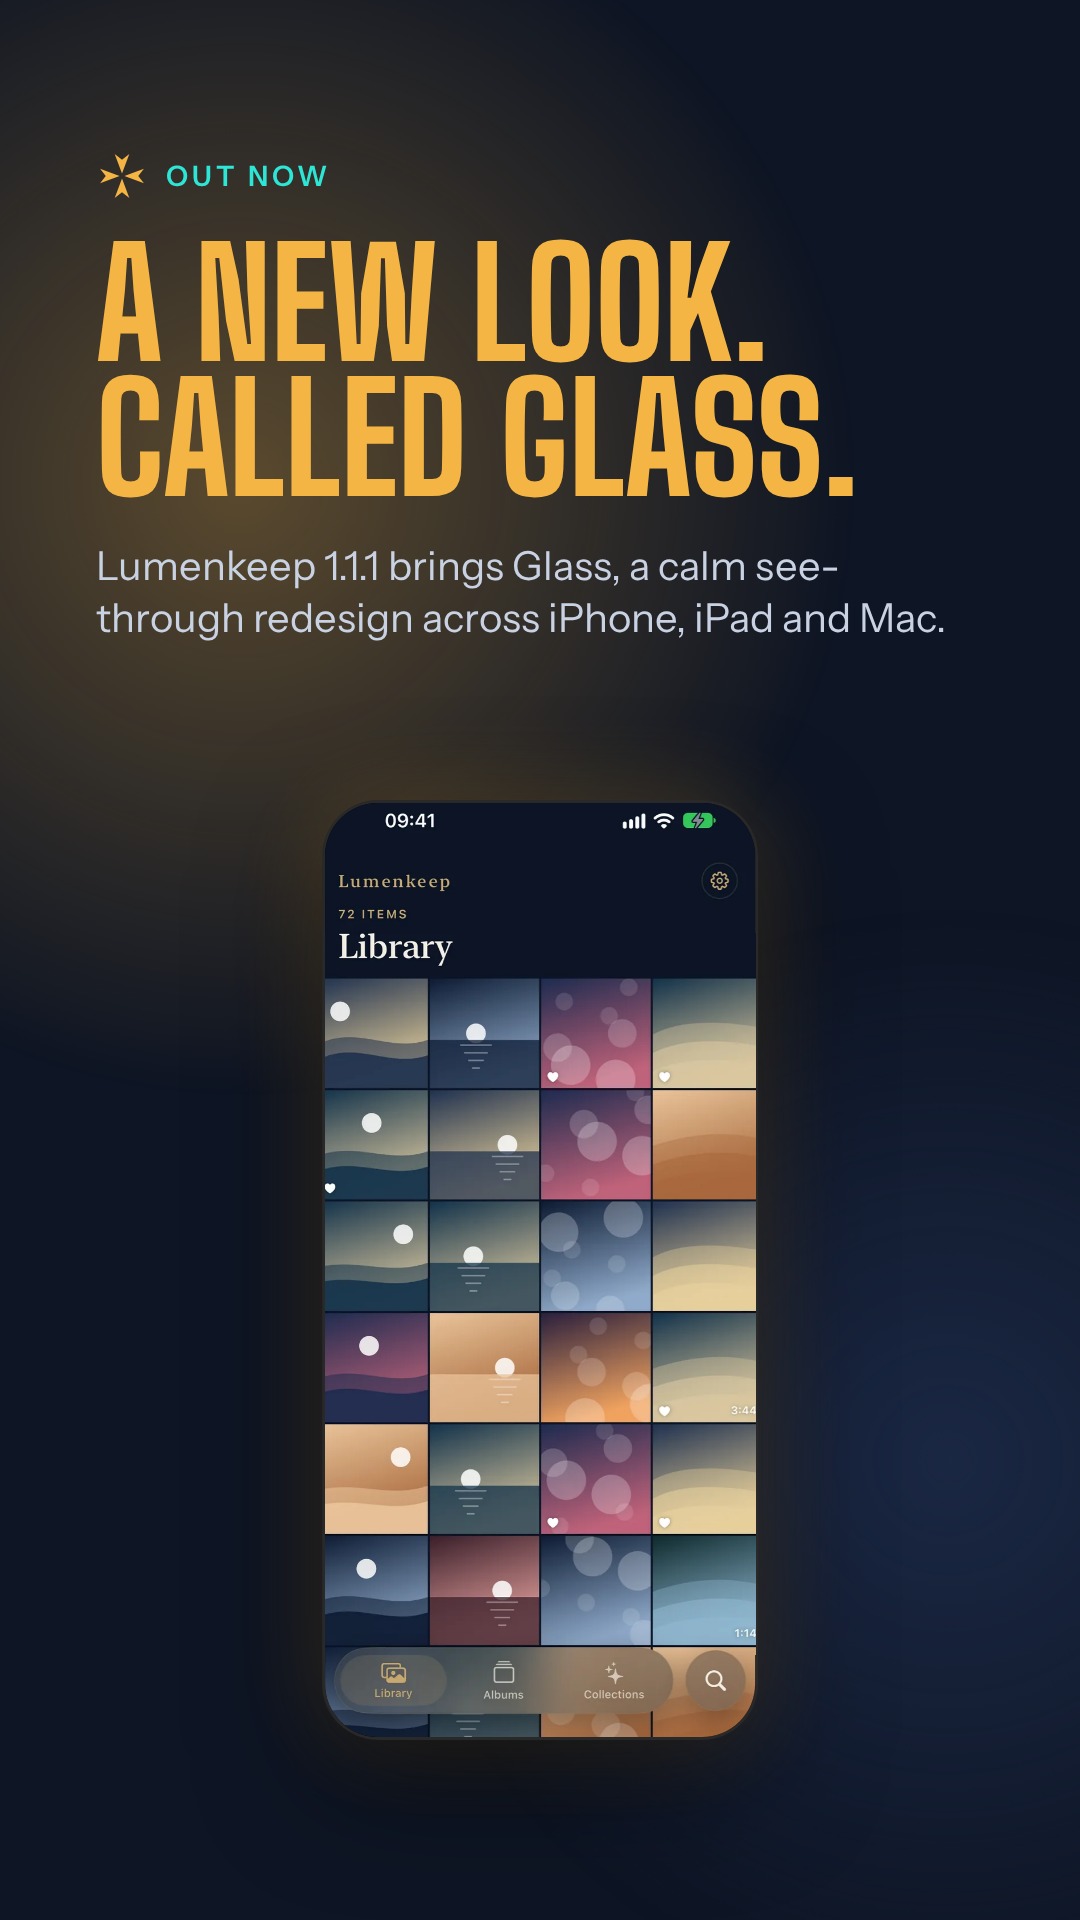 OUT NOW
A NEW LOOK.
CALLED GLASS.
Lumenkeep 1.1.1 brings Glass, a calm see-
through redesign across iPhone, iPad and Mac.
09:41
Lumenkeep
72 ITEMS
Library
3:44
1:14
Library
Albums
Collections